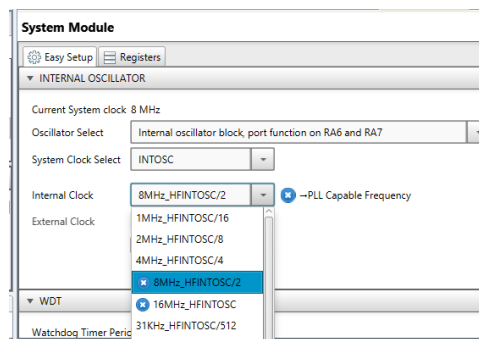 System Module
Easy Setup Registers
INTERNAL OSCILLATOR
Current System clock 8 MHz
Oscillator Select Internal oscillator block, port function on RA6 and RA7
System Clock Select INTOSC
Internal Clock 8MHz_HFINTOSC/2 →PLL Capable Frequency
External Clock 1MHz_HFINTOSC/16
2MHz_HFINTOSC/8
4MHz_HFINTOSC/4
8MHz_HFINTOSC/2
16MHz_HFINTOSC
WDT
31KHz_HFINTOSC/512
Watchdog Timer